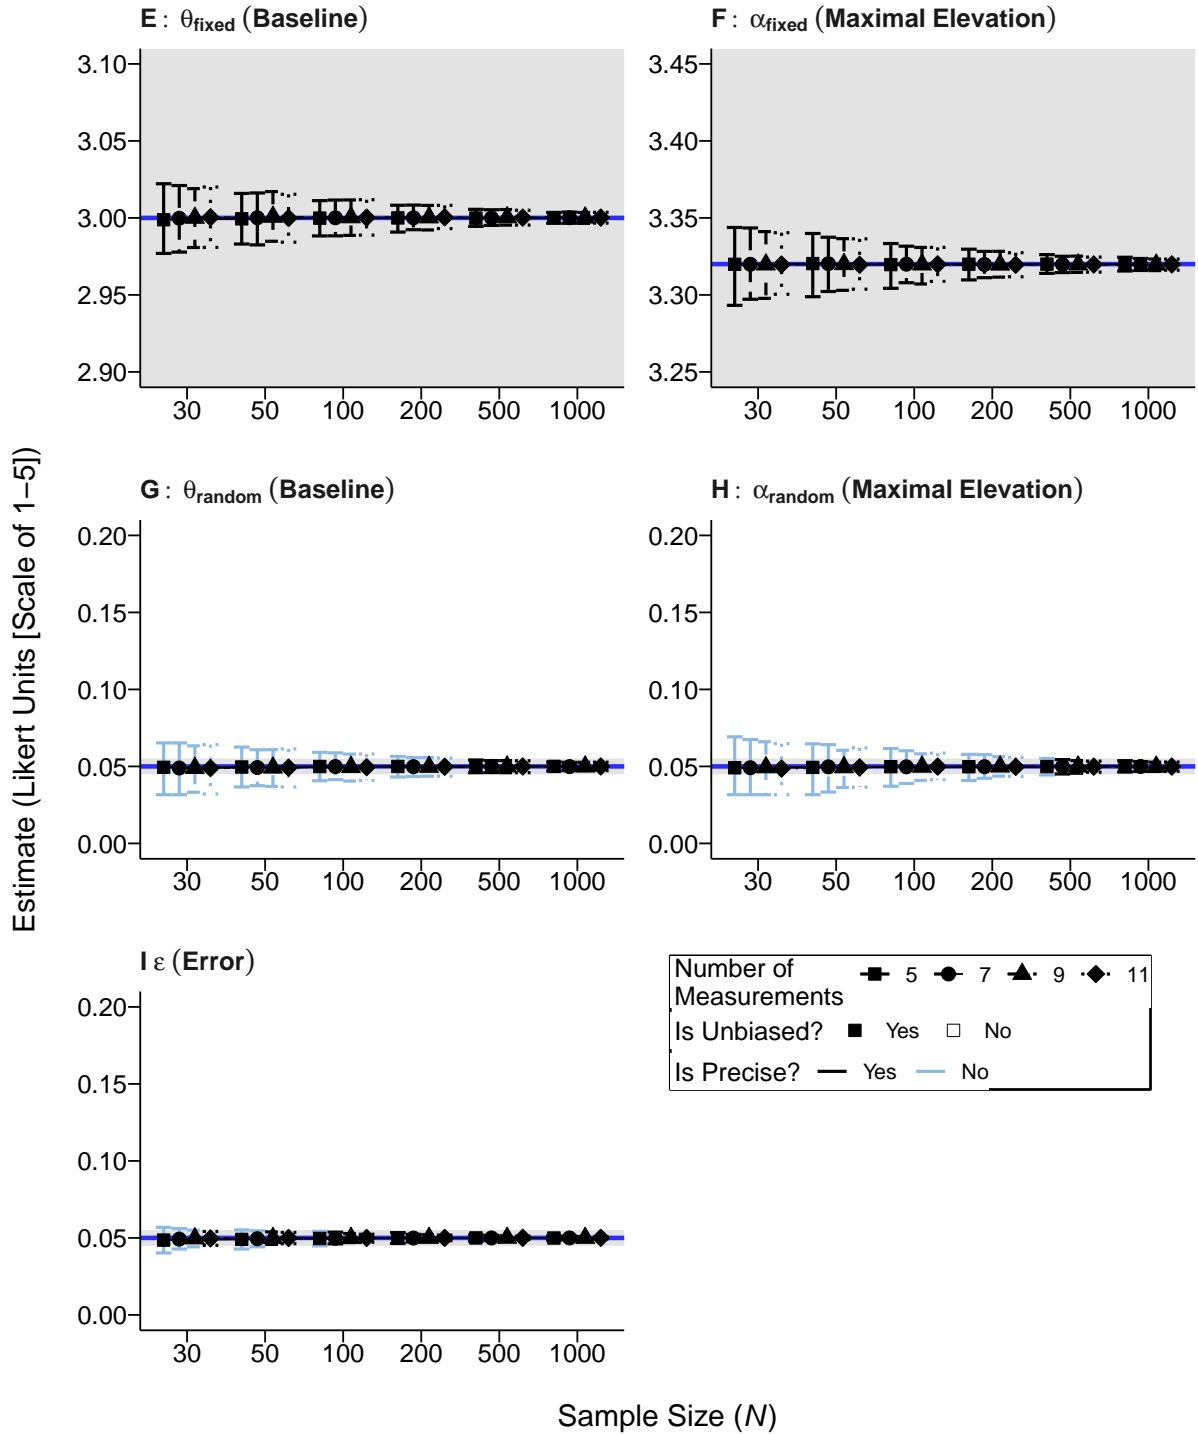 E : θfixed (Baseline)
3.10
3.05
3.00
2.95
2.90
30 50 100 200 500 1000
F : αfixed (Maximal Elevation)
3.45
3.40
3.35
3.30
3.25
30 50 100 200 500 1000
Estimate (Likert Units [Scale of 1−5])
G : θrandom (Baseline)
0.20
0.15
0.10
0.05
0.00
30 50 100 200 500 1000
H : αrandom (Maximal Elevation)
0.20
0.15
0.10
0.05
0.00
30 50 100 200 500 1000
I ε (Error)
0.20
0.15
0.10
0.05
0.00
30 50 100 200 500 1000
Number of
Measurements 5 7 9 11
Is Unbiased? Yes No
Is Precise? Yes No
Sample Size (N)